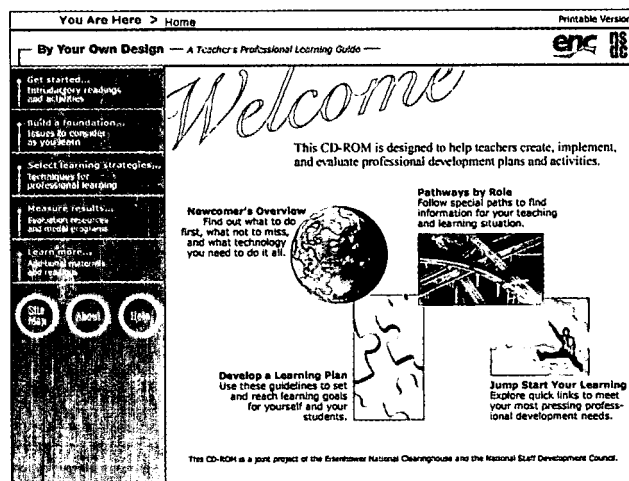 You Are Here > Home
Printable Version
By Your Own Design — A Teacher's Professional Learning Guide —
enc
nsdc
Get started...
Introductory readings
and activities
Build a foundation...
Issues to consider
as you learn
Select learning strategies...
Techniques for
professional learning
Measure results...
Evaluation resources
and model programs
Learn more...
Additional materials
and readings
Site
Map
About
Help
Welcome
This CD-ROM is designed to help teachers create, implement,
and evaluate professional development plans and activities.
Newcomer's Overview
Find out what to do
first, what not to miss,
and what technology
you need to do it all.
Pathways by Role
Follow special paths to find
information for your teaching
and learning situation.
Develop a Learning Plan
Use these guidelines to set
and reach learning goals
for yourself and your
students.
Jump Start Your Learning
Explore quick links to meet
your most pressing profess-
ional development needs.
This CD-ROM is a joint project of the Eisenhower National Clearinghouse and the National Staff Development Council.